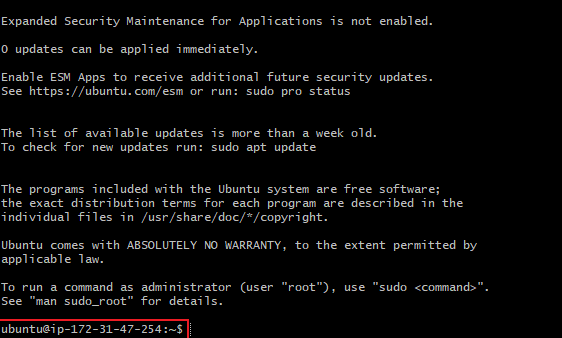 Expanded Security Maintenance for Applications is not enabled.
0 updates can be applied immediately.
Enable ESM Apps to receive additional future security updates.
See https://ubuntu.com/esm or run: sudo pro status
The list of available updates is more than a week old.
To check for new updates run: sudo apt update
The programs included with the Ubuntu system are free software;
the exact distribution terms for each program are described in the
individual files in /usr/share/doc/*/copyright.
Ubuntu comes with ABSOLUTELY NO WARRANTY, to the extent permitted by
applicable law.
To run a command as administrator (user "root"), use "sudo <command>".
See "man sudo_root" for details.
ubuntu@ip-172-31-47-254:~$